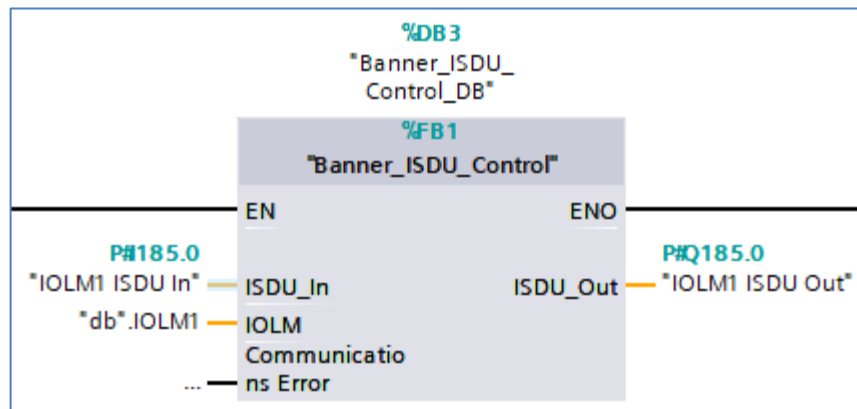 %DB3
"Banner_ISDU_
Control_DB"
%FB1
"Banner_ISDU_Control"
EN ENO
P#I185.0 P#Q185.0
"IOLM1 ISDU In" ISDU_In ISDU_Out "IOLM1 ISDU Out"
"db".IOLM1 IOLM
Communicatio
... ns Error